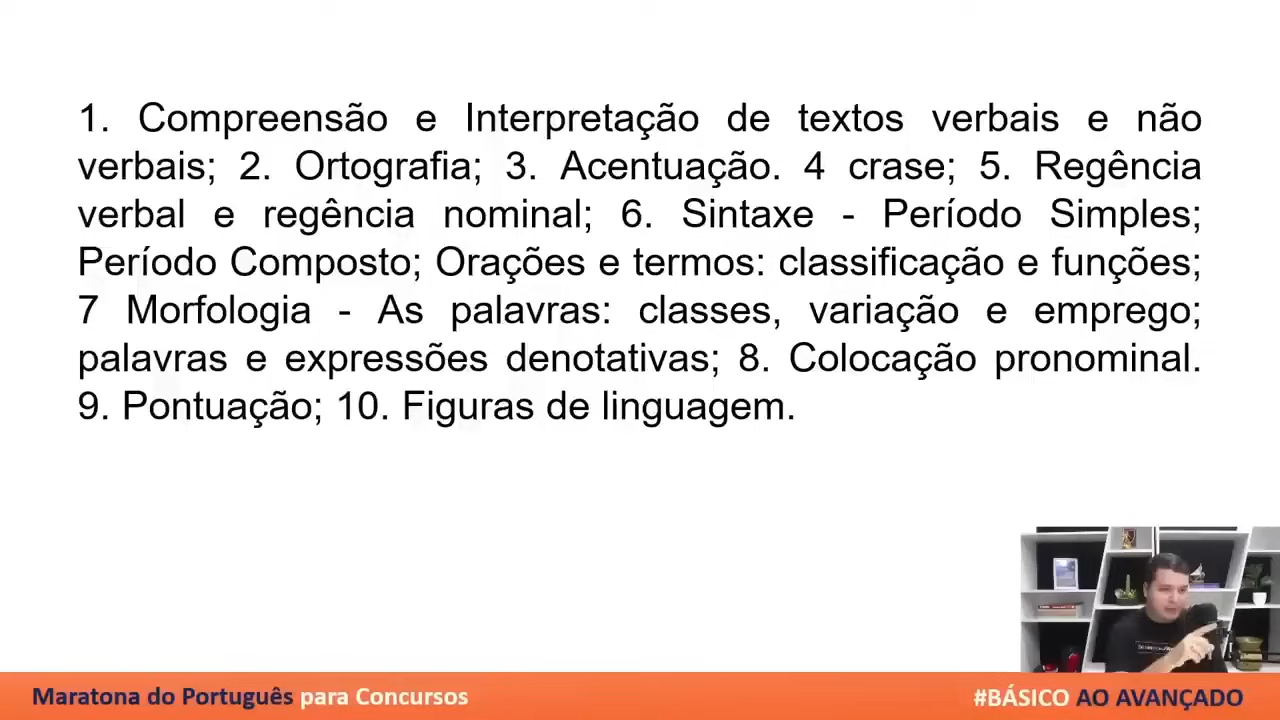 1. Compreensão e Interpretação de textos verbais e não
verbais; 2. Ortografia; 3. Acentuação. 4 crase; 5. Regência
verbal e regência nominal; 6. Sintaxe - Período Simples;
Período Composto; Orações e termos: classificação e funções;
7 Morfologia - As palavras: classes, variação e emprego;
palavras e expressões denotativas; 8. Colocação pronominal.
9. Pontuação; 10. Figuras de linguagem.
Maratona do Português para Concursos
#BÁSICO AO AVANÇADO